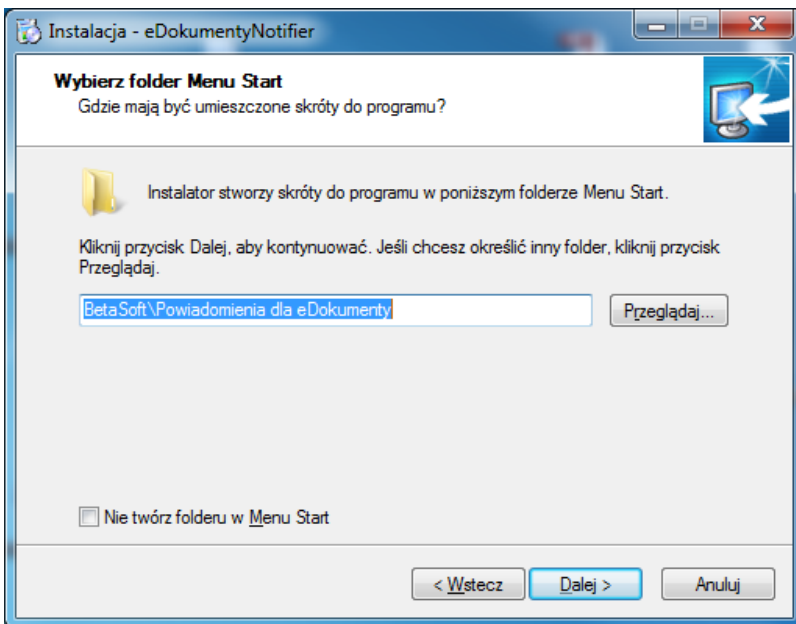 Instalacja - eDokumentyNotifier
Wybierz folder Menu Start
Gdzie mają być umieszczone skróty do programu?
Instalator stworzy skróty do programu w poniższym folderze Menu Start.
Kliknij przycisk Dalej, aby kontynuować. Jeśli chcesz określić inny folder, kliknij przycisk
Przeglądaj.
BetaSoft\Powiadomienia dla eDokumenty
Przeglądaj...
Nie twórz folderu w Menu Start
< Wstecz
Dalej >
Anuluj